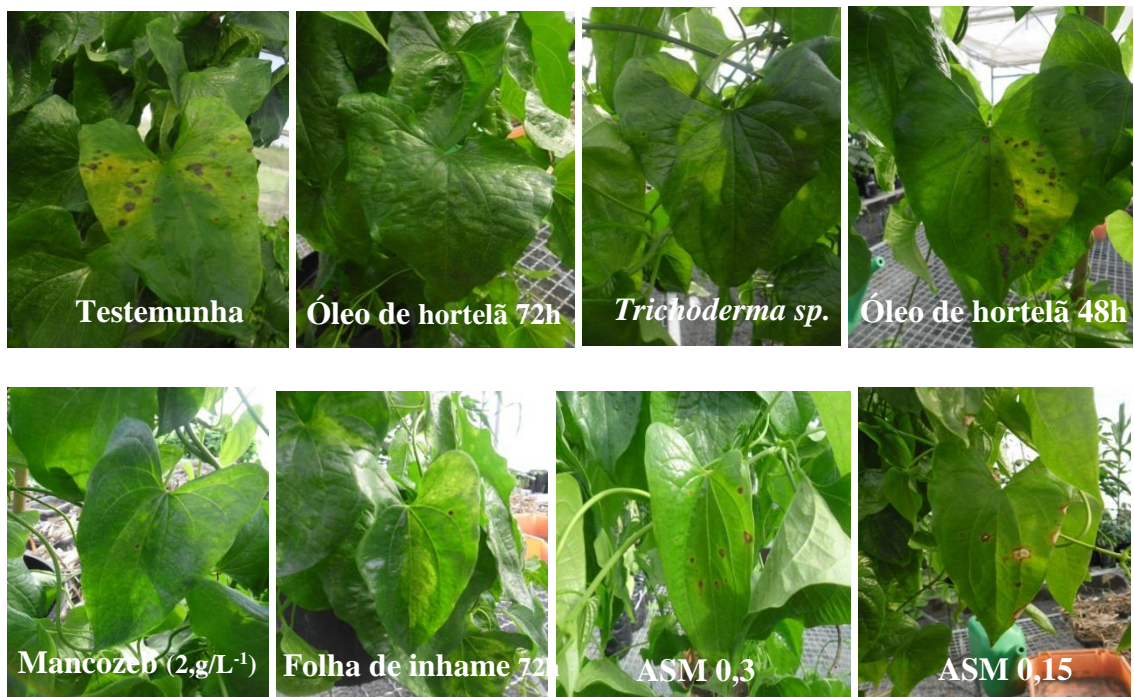 Testemunha
Óleo de hortelã 72h
Trichoderma sp.
Óleo de hortelã 48h
Mancozeb (2,g/L-1)
Folha de inhame 72h
ASM 0,3
ASM 0,15